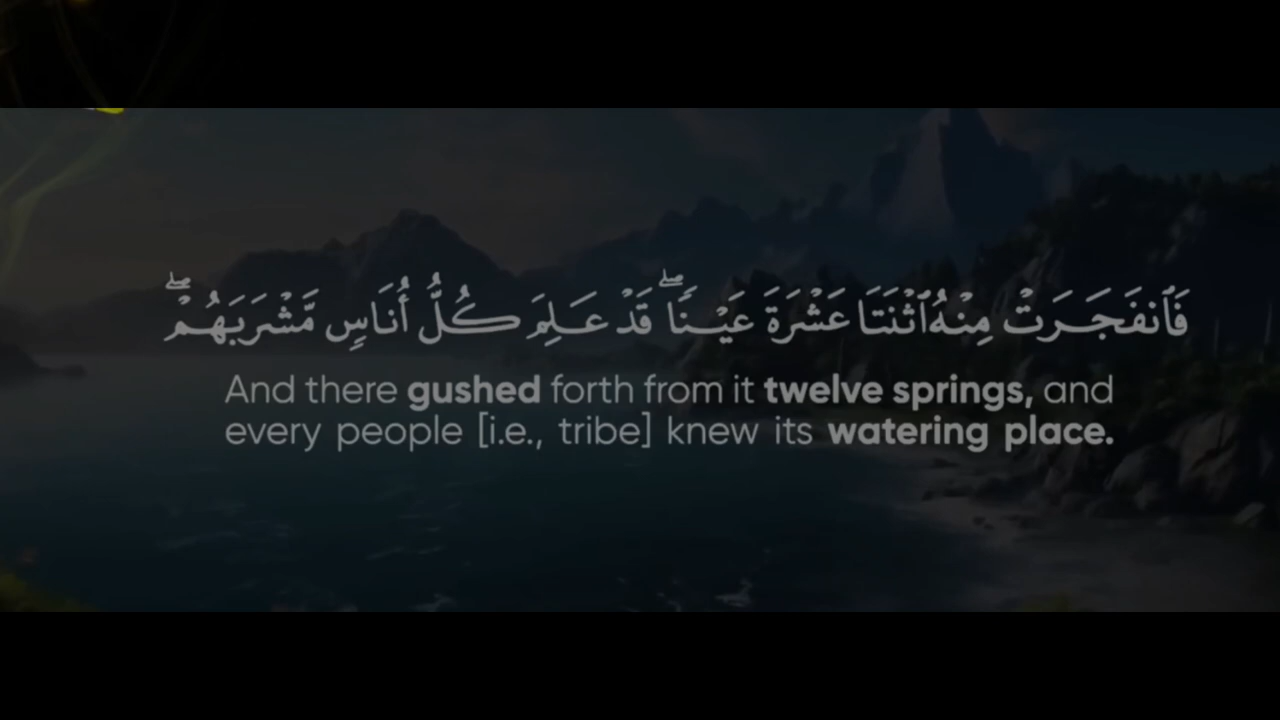 فَٱنفَجَرَتْ مِنْهُ ٱثْنَتَا عَشْرَةَ عَيْنًا ۖ قَدْ عَلِمَ كُلُّ أُنَاسٍ مَّشْرَبَهُمْ ۖ
And there gushed forth from it twelve springs, and
every people [i.e., tribe] knew its watering place.